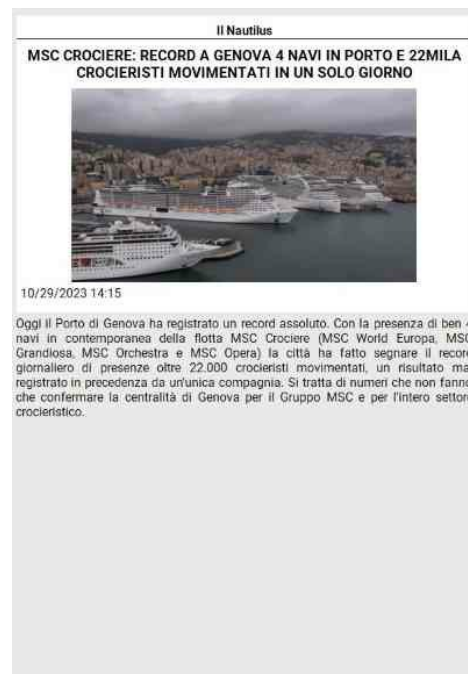 Il Nautilus
MSC CROCIERE: RECORD A GENOVA 4 NAVI IN PORTO E 22MILA
CROCIERISTI MOVIMENTATI IN UN SOLO GIORNO
10/29/2023 14:15
Oggi il Porto di Genova ha registrato un record assoluto. Con la presenza di ben 4
navi in contemporanea della flotta MSC Crociere (MSC World Europa, MSC
Grandiosa, MSC Orchestra e MSC Opera) la città ha fatto segnare il record
giornaliero di presenze oltre 22.000 crocieristi movimentati, un risultato mai
registrato in precedenza da un'unica compagnia. Si tratta di numeri che non fanno
che confermare la centralità di Genova per il Gruppo MSC e per l'intero settore
crocieristico.